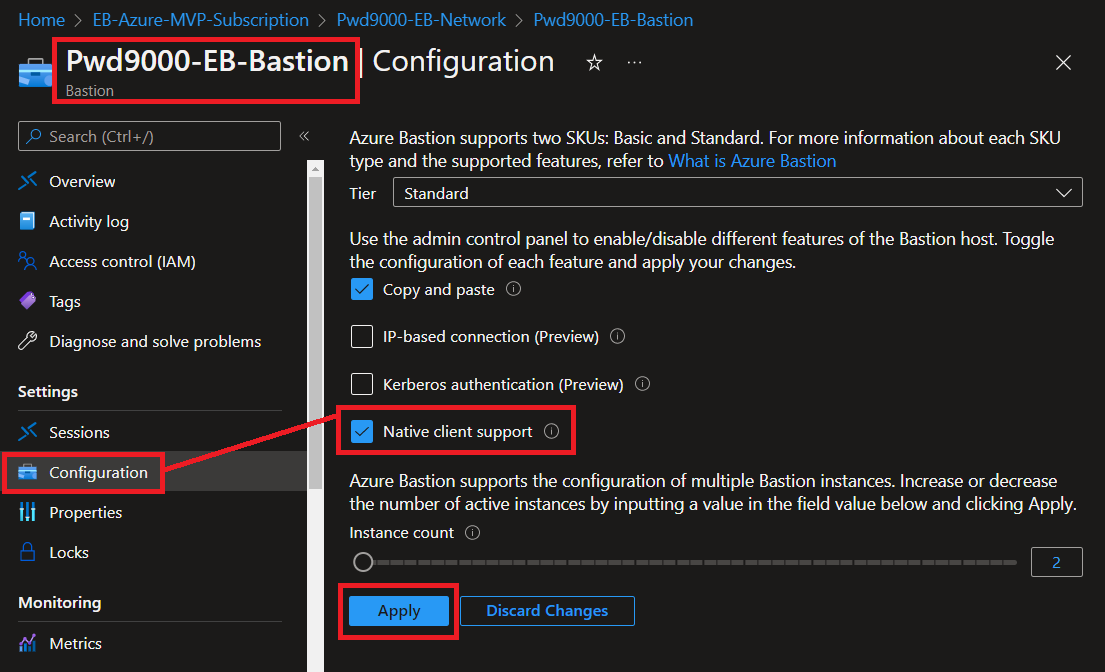 Home > EB-Azure-MVP-Subscription > Pwd9000-EB-Network > Pwd9000-EB-Bastion
Pwd9000-EB-Bastion | Configuration
Bastion
Search (Ctrl+/)
Overview
Activity log
Access control (IAM)
Tags
Diagnose and solve problems
Settings
Sessions
Configuration
Properties
Locks
Monitoring
Metrics
Azure Bastion supports two SKUs: Basic and Standard. For more information about each SKU
type and the supported features, refer to What is Azure Bastion
Tier Standard
Use the admin control panel to enable/disable different features of the Bastion host. Toggle
the configuration of each feature and apply your changes.
Copy and paste
IP-based connection (Preview)
Kerberos authentication (Preview)
Native client support
Azure Bastion supports the configuration of multiple Bastion instances. Increase or decrease
the number of active instances by inputting a value in the field value below and clicking Apply.
Instance count
2
Apply Discard Changes